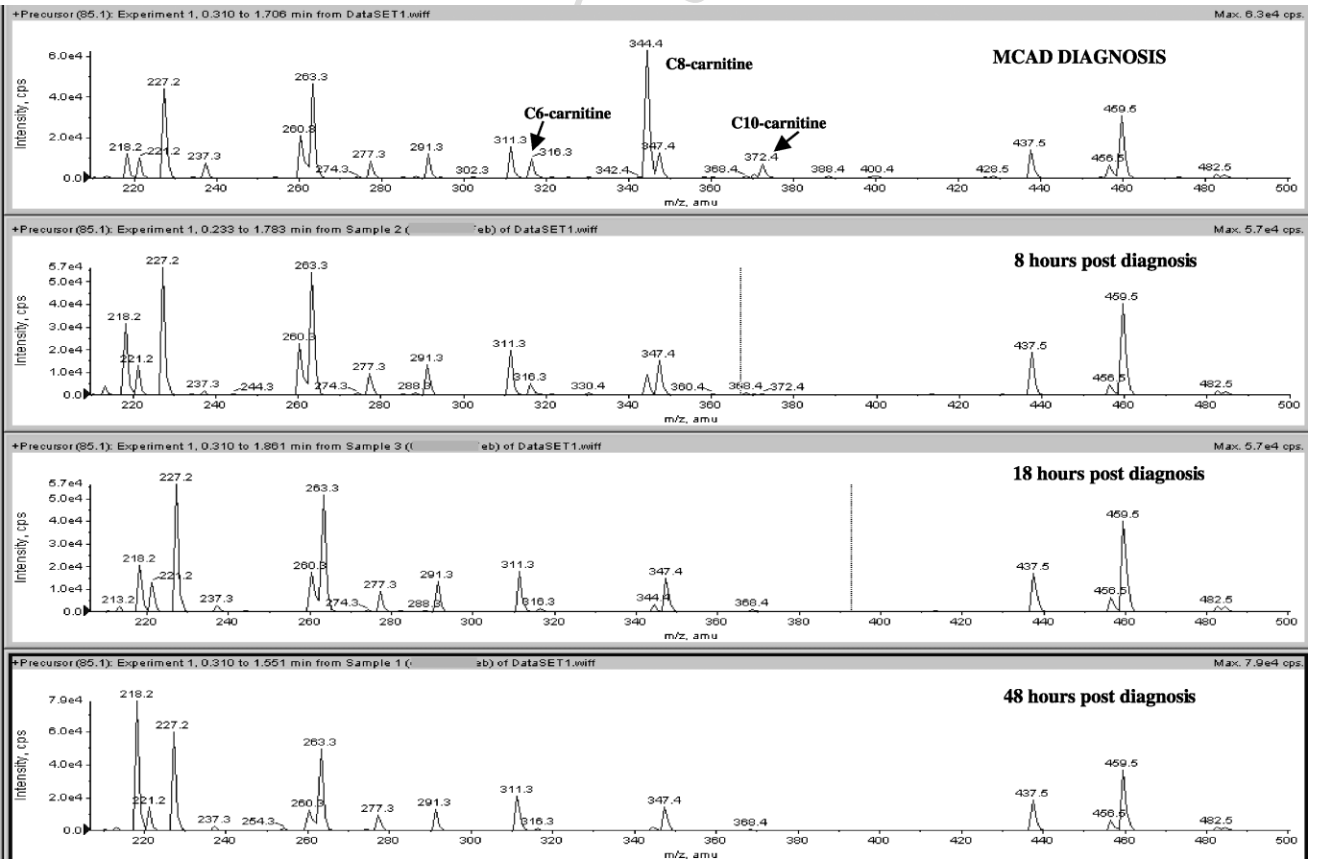 +Precursor (85.1): Experiment 1, 0.310 to 1.706 min from DataSET1.wiff Max. 6.3e4 cps.
MCAD DIAGNOSIS
Intensity, cps
6.0e4
4.0e4
2.0e4
0.0
218.2 227.2 221.2 237.3 260.3 263.3 274.3 277.3 291.3 302.3 311.3 316.3 342.4 344.4 347.4 368.4 372.4 388.4 400.4 428.5 437.5 456.5 459.5 482.5
C6-carnitine
C8-carnitine
C10-carnitine
220 240 260 280 300 320 340 360 380 400 420 440 460 480 500
m/z, amu
+Precursor (85.1): Experiment 1, 0.233 to 1.783 min from Sample 2 ( eb) of DataSET1.wiff Max. 5.7e4 cps.
8 hours post diagnosis
Intensity, cps
5.7e4
5.0e4
4.0e4
3.0e4
2.0e4
1.0e4
0.0
218.2 221.2 227.2 237.3 244.3 260.3 263.3 274.3 277.3 288.3 291.3 311.3 316.3 330.4 347.4 360.4 368.4 372.4 437.5 456.5 459.5 482.5
220 240 260 280 300 320 340 360 380 400 420 440 460 480 500
m/z, amu
+Precursor (85.1): Experiment 1, 0.310 to 1.861 min from Sample 3 ( eb) of DataSET1.wiff Max. 5.7e4 cps.
18 hours post diagnosis
Intensity, cps
5.7e4
5.0e4
4.0e4
3.0e4
2.0e4
1.0e4
0.0
213.2 218.2 221.2 227.2 237.3 260.3 263.3 274.3 277.3 288.3 291.3 311.3 316.3 344.4 347.4 368.4 437.5 456.5 459.5 482.5
220 240 260 280 300 320 340 360 380 400 420 440 460 480 500
m/z, amu
+Precursor (85.1): Experiment 1, 0.310 to 1.551 min from Sample 1 ( eb) of DataSET1.wiff Max. 7.9e4 cps.
48 hours post diagnosis
Intensity, cps
7.9e4
6.0e4
4.0e4
2.0e4
0.0
218.2 221.2 227.2 237.3 254.3 260.3 263.3 277.3 291.3 311.3 316.3 347.4 368.4 437.5 456.5 459.5 482.5
220 240 260 280 300 320 340 360 380 400 420 440 460 480 500
m/z, amu